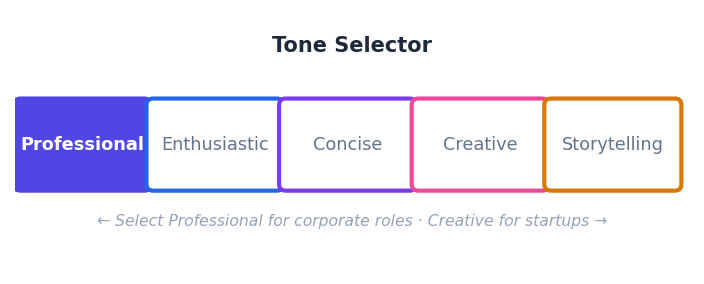 Tone Selector
Professional Enthusiastic Concise Creative Storytelling
← Select Professional for corporate roles · Creative for startups →